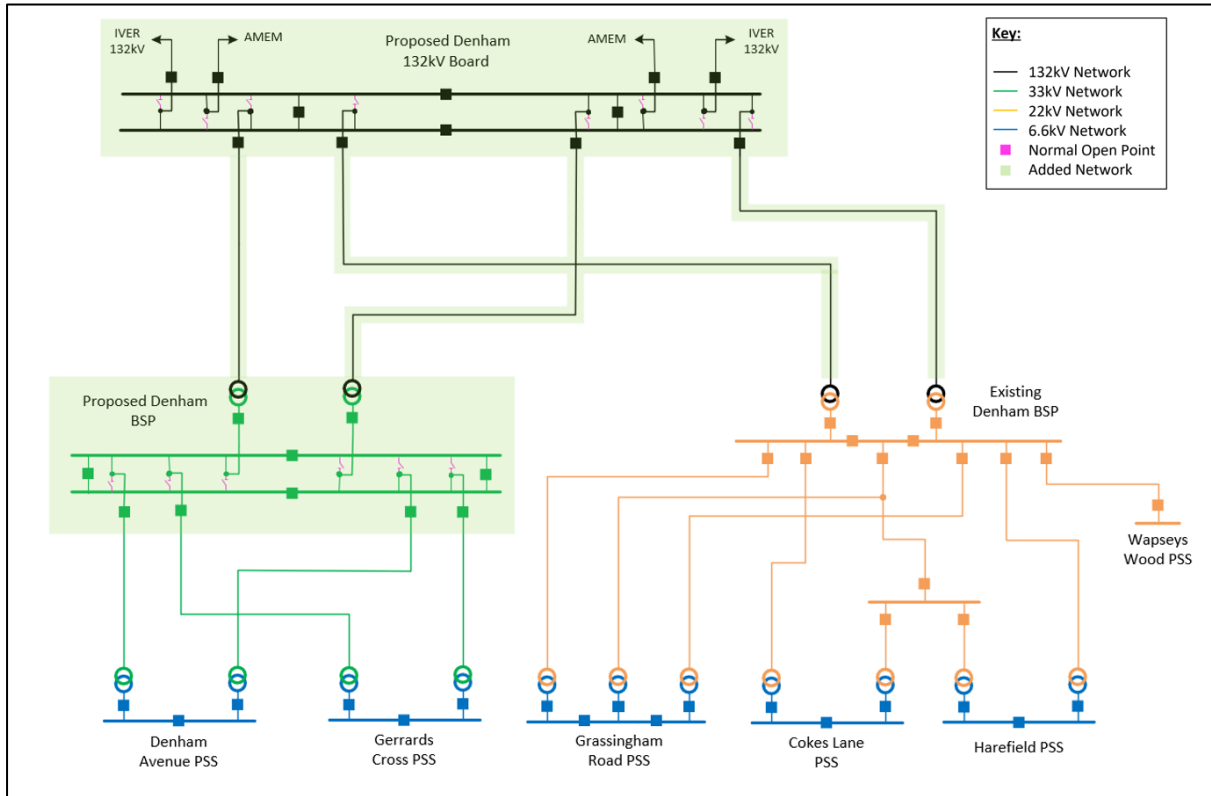 IVER
132kV
AMEM
Proposed Denham
132kV Board
AMEM
IVER
132kV
Key:
132kV Network
33kV Network
22kV Network
6.6kV Network
Normal Open Point
Added Network
Proposed Denham
BSP
Existing
Denham BSP
Wapseys
Wood PSS
Denham
Avenue PSS
Gerrards
Cross PSS
Grassingham
Road PSS
Cokes Lane
PSS
Harefield PSS